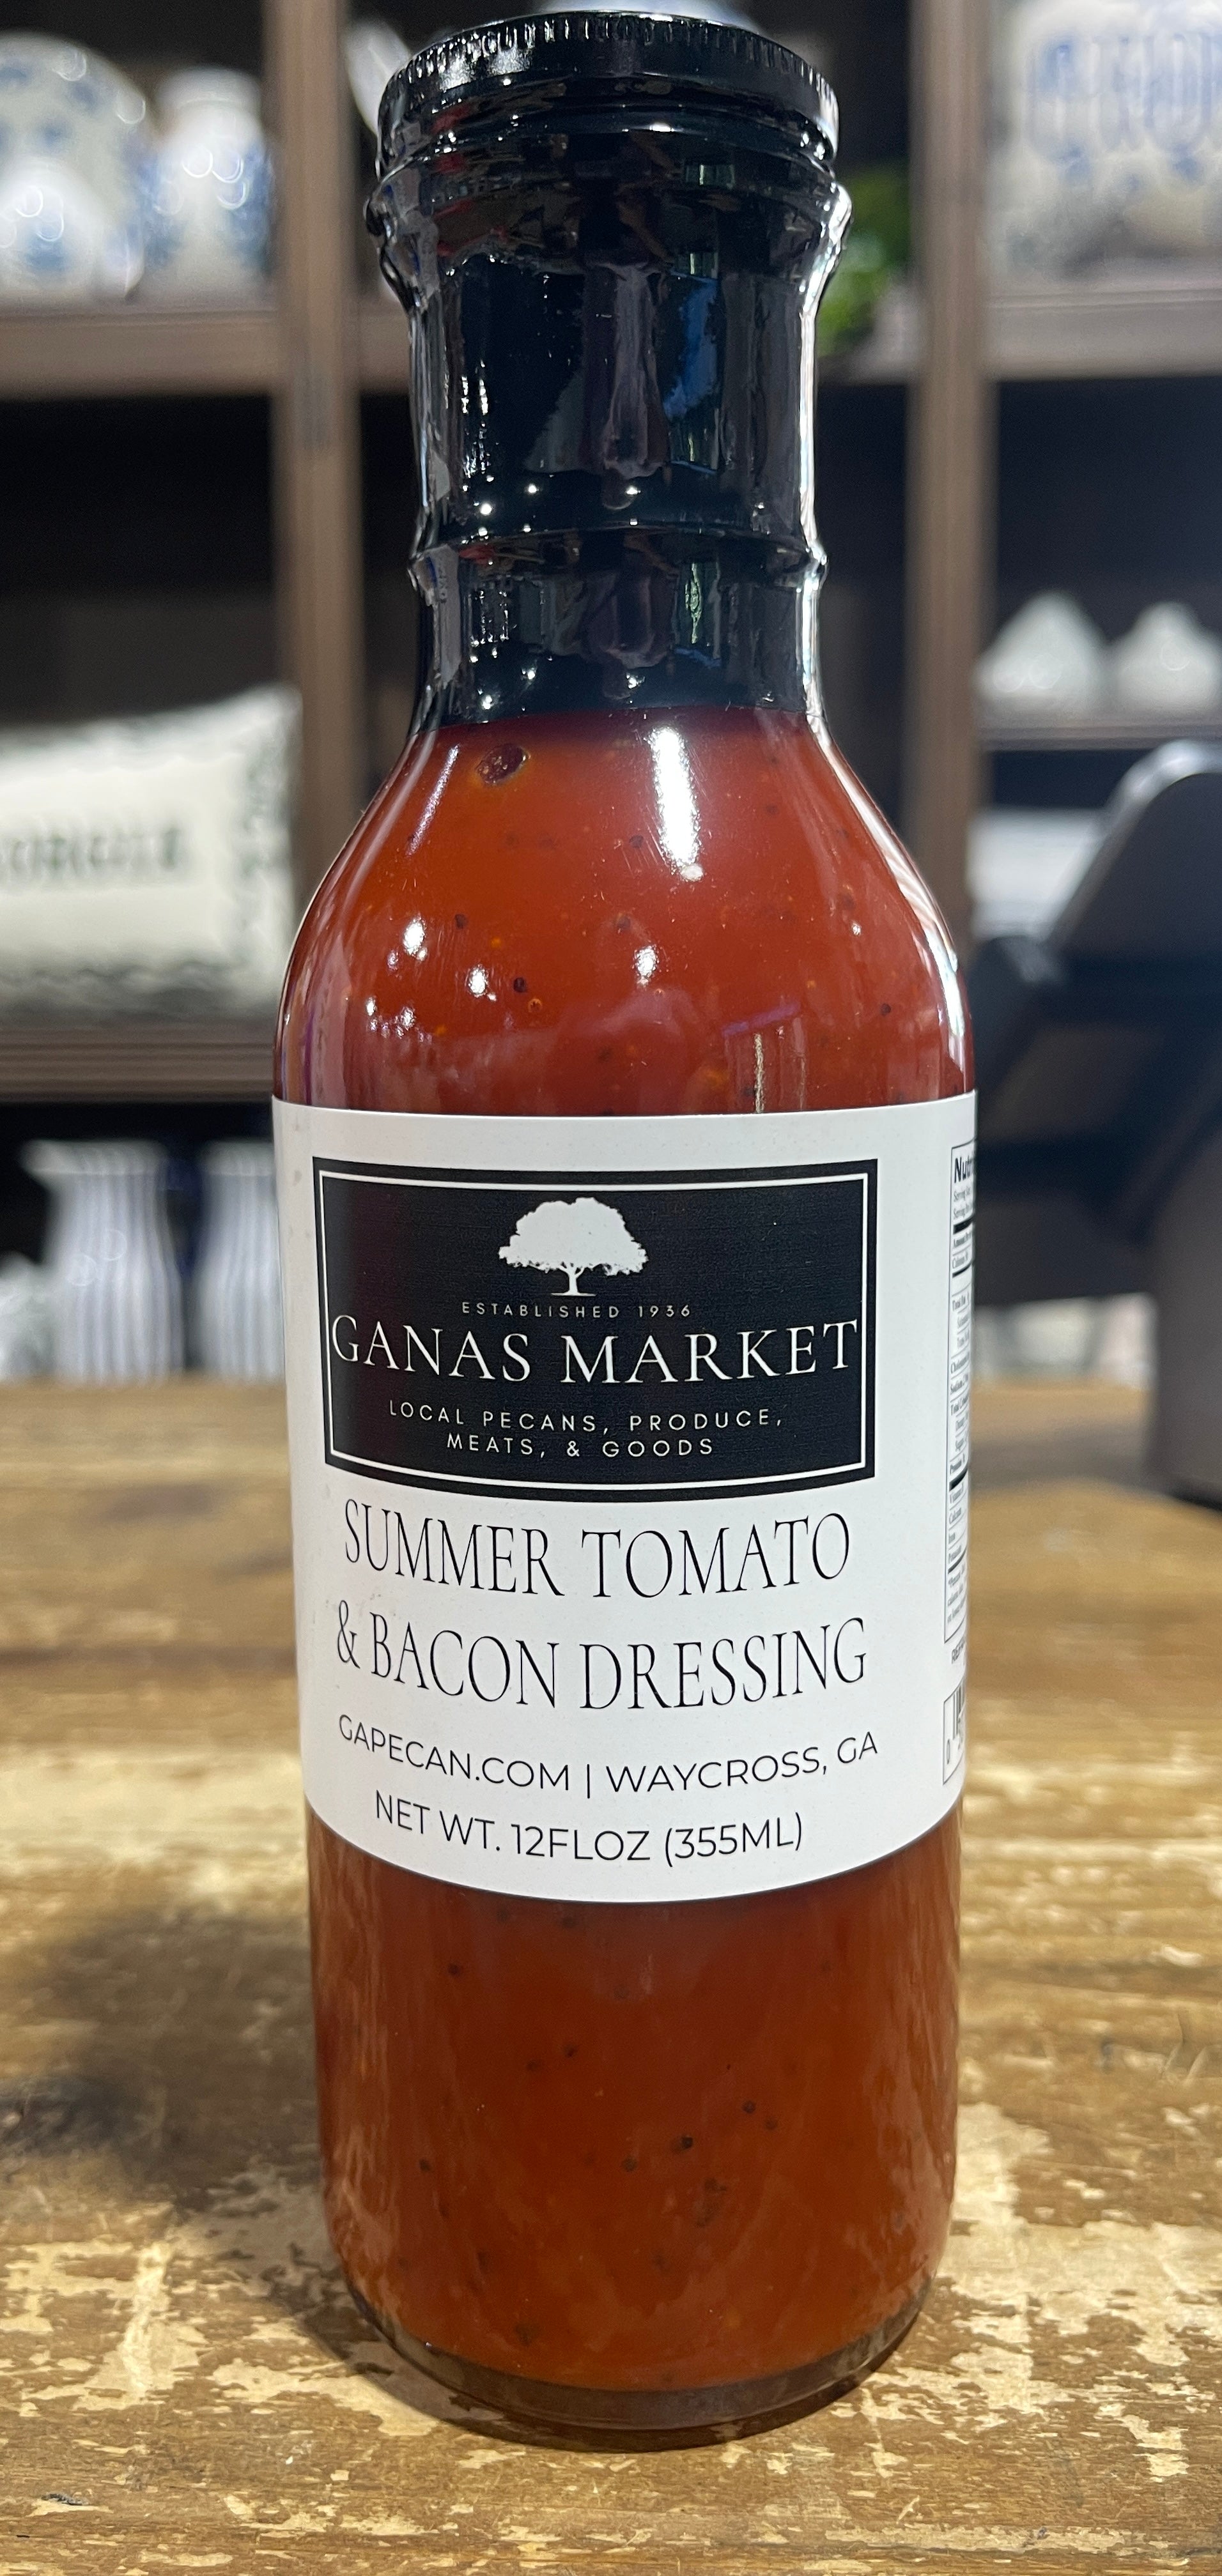 ESTABLISHED 1936
GANAS MARKET
LOCAL PECANS, PRODUCE,
MEATS, & GOODS
SUMMER TOMATO
& BACON DRESSING
GAPECAN.COM | WAYCROSS, GA
NET WT. 12FLOZ (355ML)